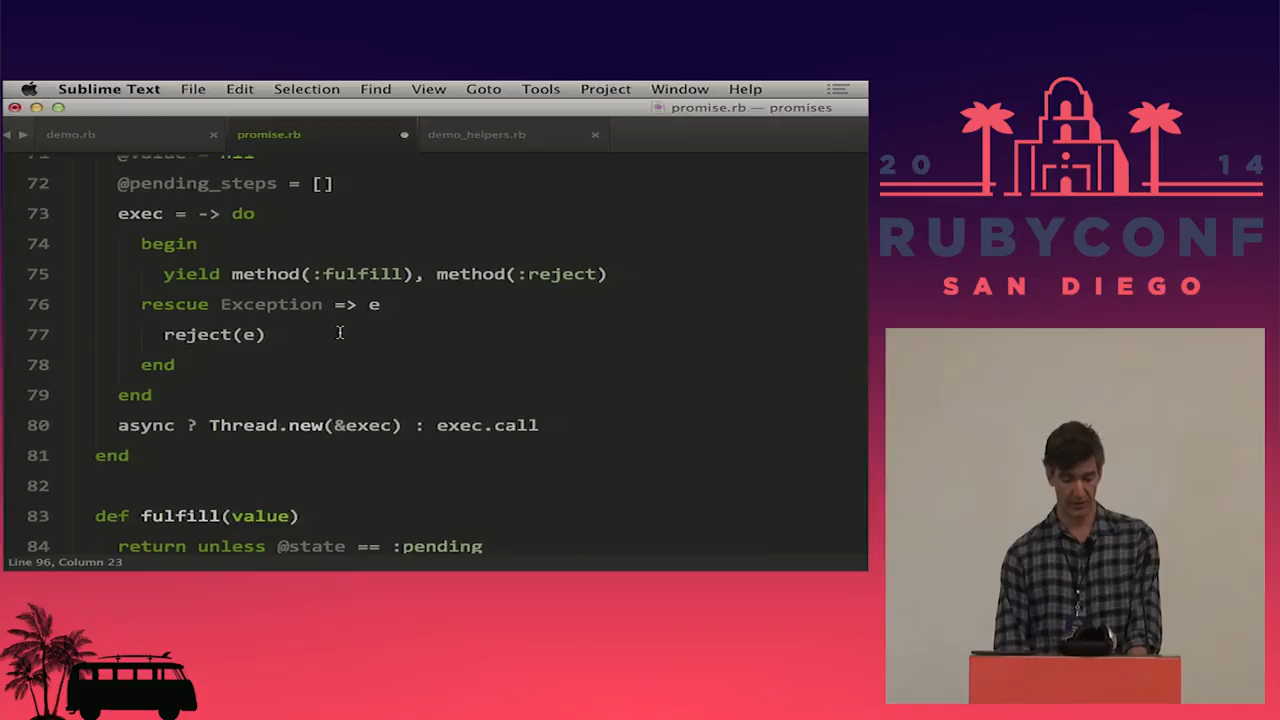 Sublime Text File Edit Selection Find View Goto Tools Project Window Help
promise.rb — promises
demo.rb promise.rb demo_helpers.rb
71 @value = nil
72 @pending_steps = []
73 exec = -> do
74 begin
75 yield method(:fulfill), method(:reject)
76 rescue Exception => e
77 reject(e)
78 end
79 end
80 async ? Thread.new(&exec) : exec.call
81 end
82
83 def fulfill(value)
84 return unless @state == :pending
Line 96, Column 23
20 14
RUBYCONF
SAN DIEGO